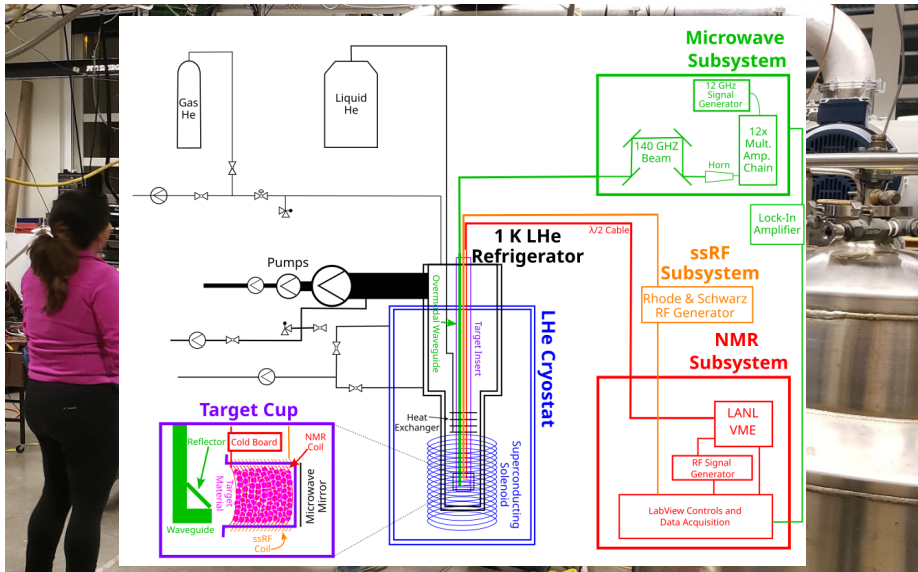 Microwave
Subsystem
Gas
He
Liquid
He
12 GHz
Signal
Generator
12x
Mult.
Amp.
Chain
140 GHZ
Beam
Horn
Lock-In
Amplifier
λ/2 Cable
1 K LHe
Refrigerator
ssRF
Subsystem
Rhode & Schwarz
RF Generator
Pumps
Overmodal Waveguide
Target Insert
LHe Cryostat
NMR
Subsystem
LANL
VME
RF Signal
Generator
LabView Controls and
Data Acquisition
Heat
Exchanger
Superconducting
Solenoid
Target Cup
Reflector
Cold Board
NMR
Coil
Target
Material
Microwave
Mirror
Waveguide
ssRF
Coil